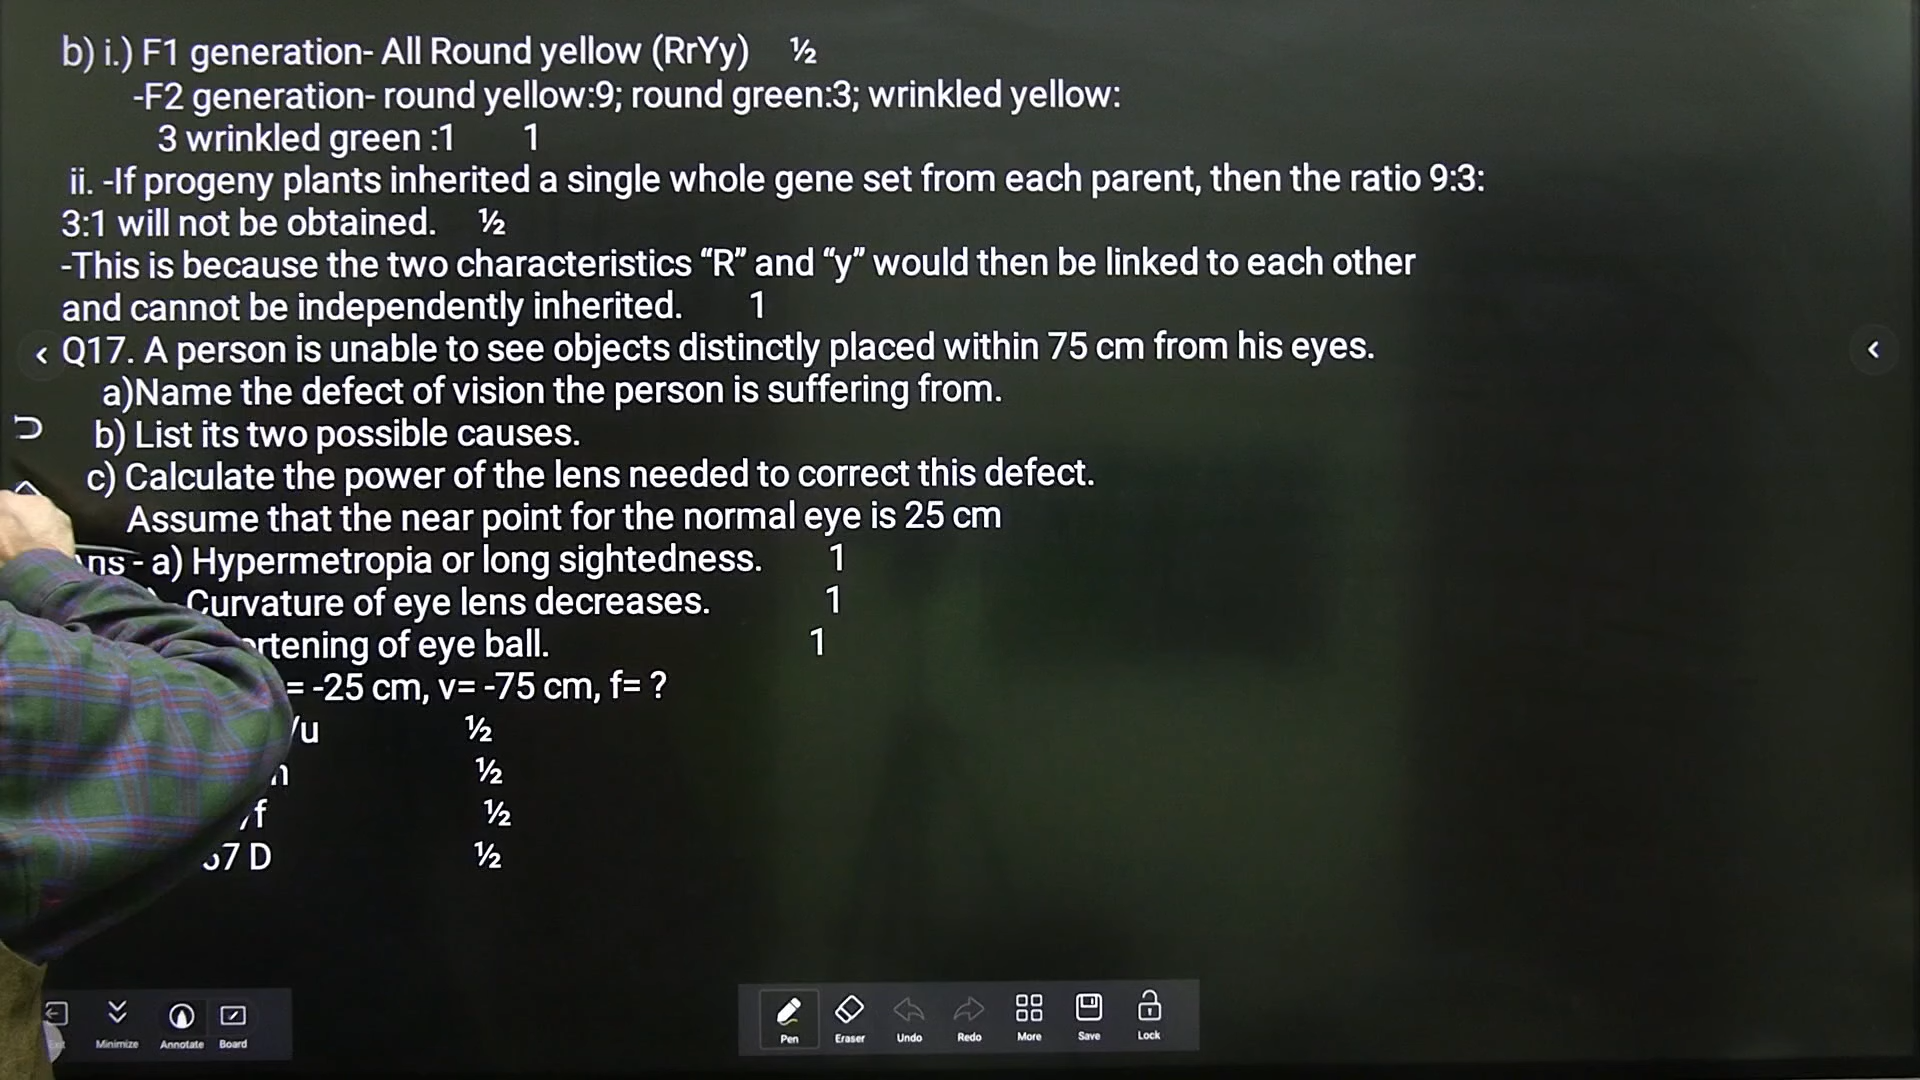 b) i.) F1 generation- All Round yellow (RrYy) ½
-F2 generation- round yellow:9; round green:3; wrinkled yellow:
3 wrinkled green :1 1
ii. -If progeny plants inherited a single whole gene set from each parent, then the ratio 9:3:
3:1 will not be obtained. ½
-This is because the two characteristics “R” and “y” would then be linked to each other
and cannot be independently inherited. 1
Q17. A person is unable to see objects distinctly placed within 75 cm from his eyes.
a)Name the defect of vision the person is suffering from.
b) List its two possible causes.
c) Calculate the power of the lens needed to correct this defect.
Assume that the near point for the normal eye is 25 cm
ns - a) Hypermetropia or long sightedness. 1
Curvature of eye lens decreases. 1
rtening of eye ball. 1
= -25 cm, v= -75 cm, f= ?
/u ½
½
/f ½
7 D ½
Minimize Annotate Board
Pen Eraser Undo Redo More Save Lock